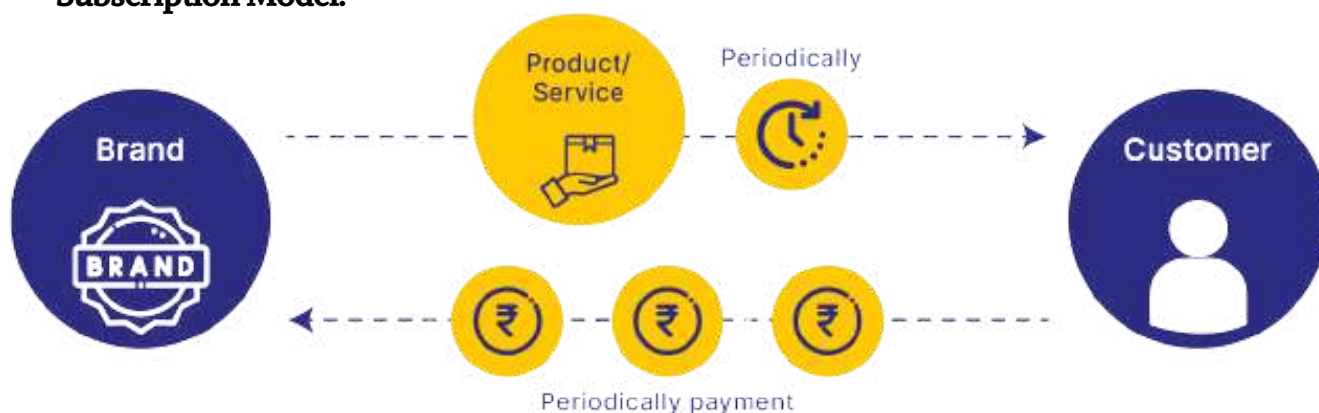 Subscription Model:
Product/
Service
Periodically
Brand
BRAND
Customer
₹ ₹ ₹
Periodically payment